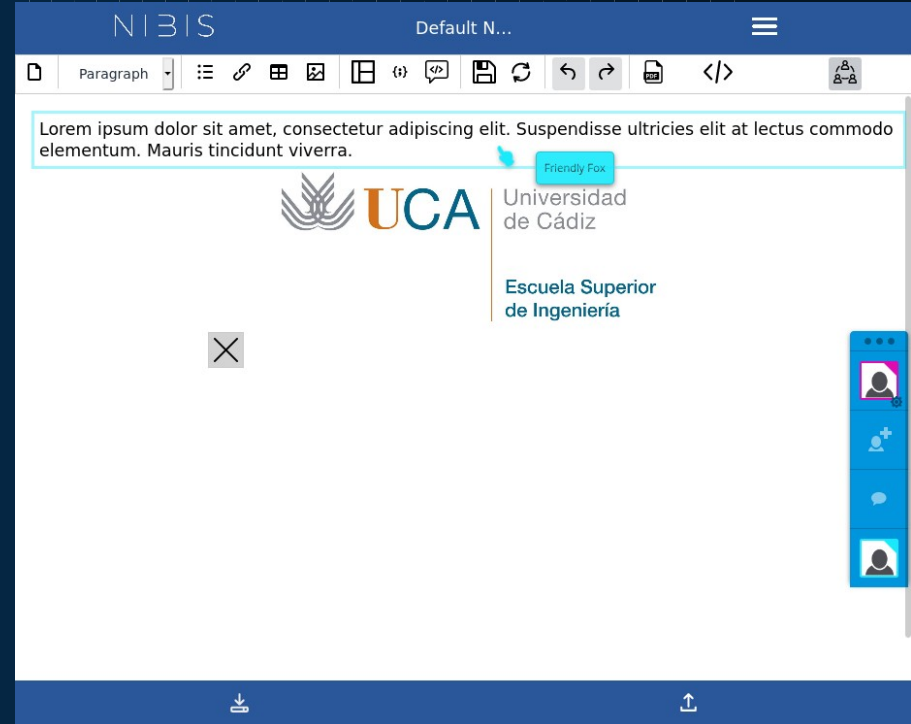 NIBIS
Default N...
Paragraph
PDF
Lorem ipsum dolor sit amet, consectetur adipiscing elit. Suspendisse ultricies elit at lectus commodo
elementum. Mauris tincidunt viverra.
Friendly Fox
UCA
Universidad
de Cádiz
Escuela Superior
de Ingeniería